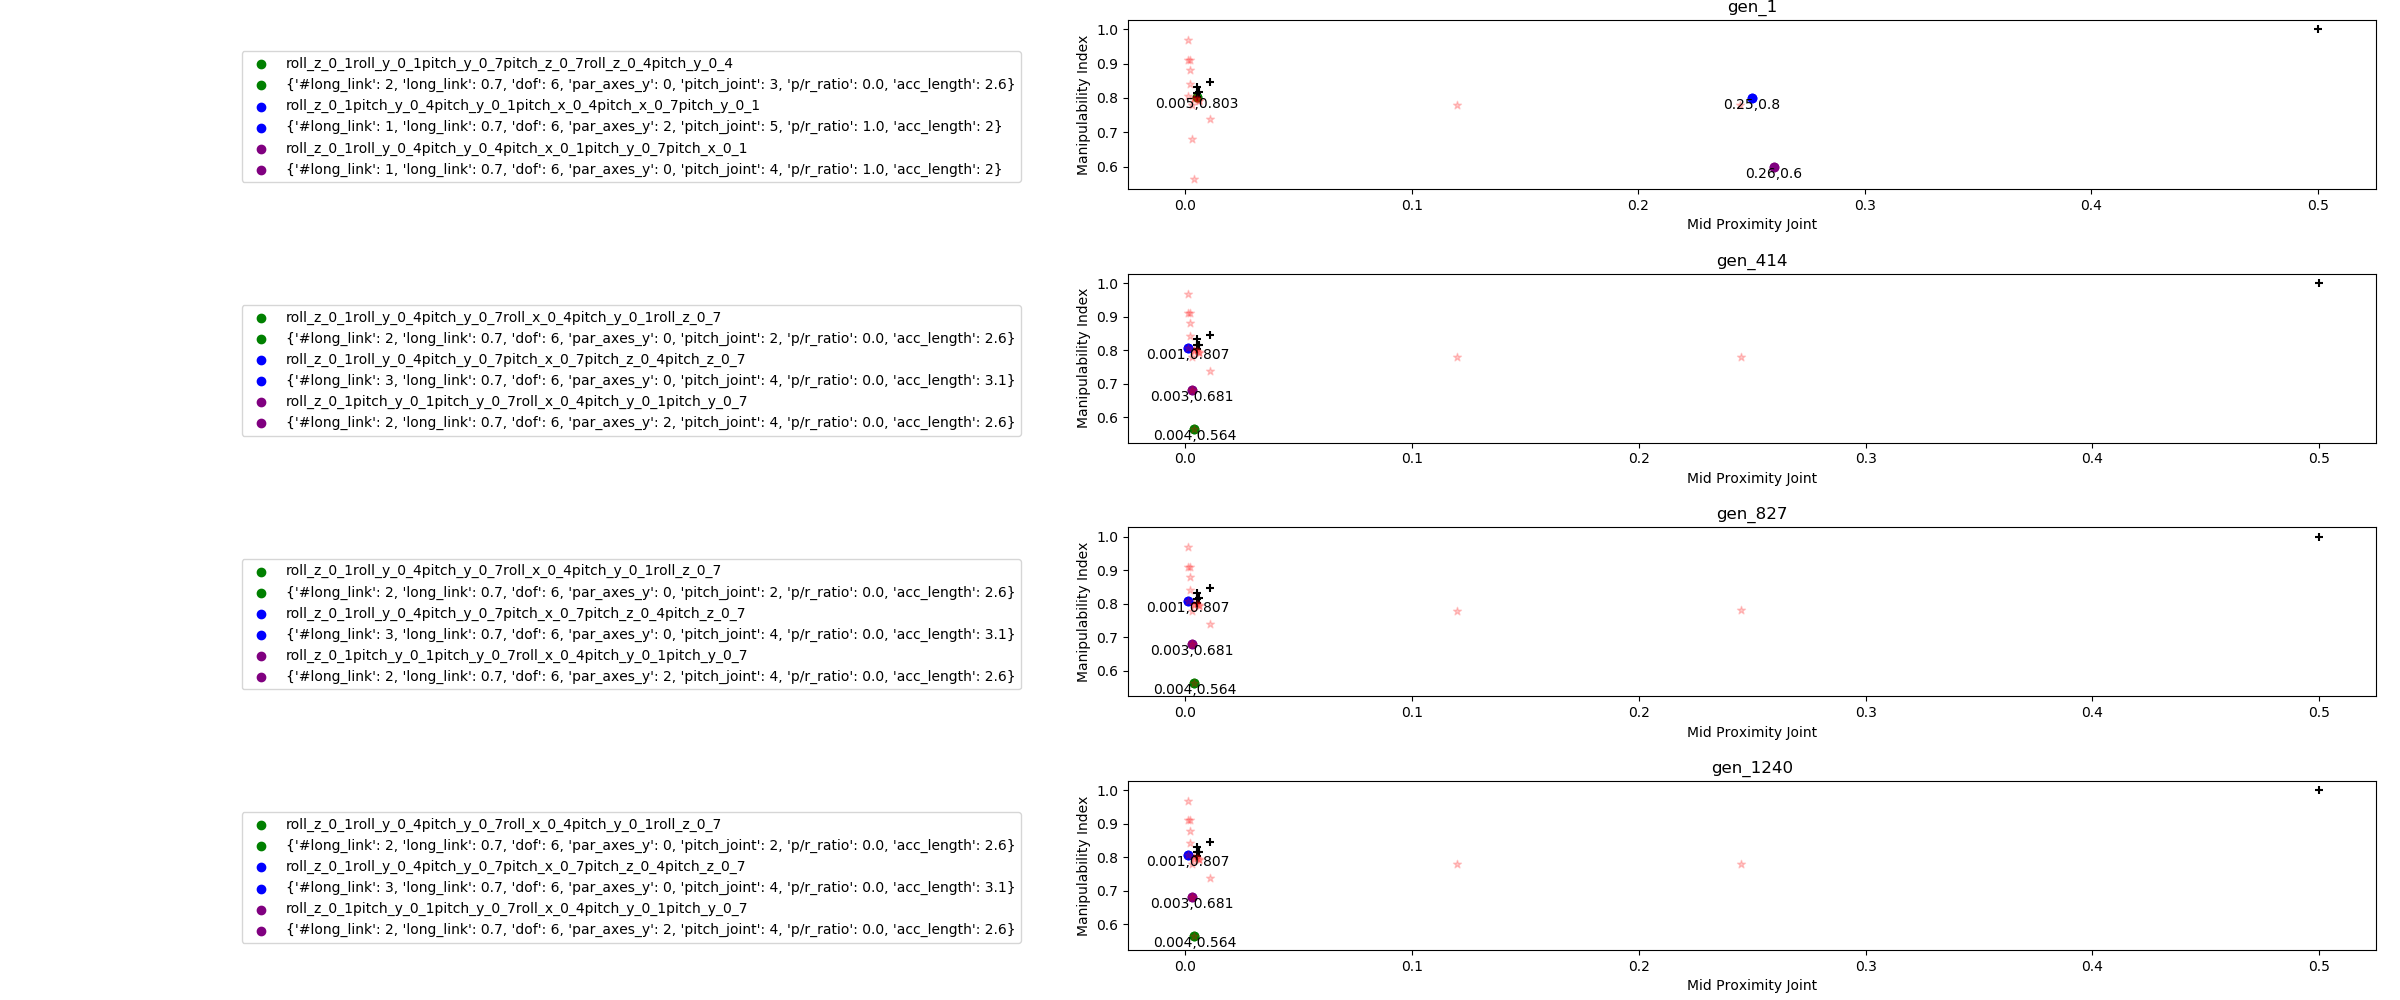 gen_1
roll_z_0_1roll_y_0_1pitch_y_0_7pitch_z_0_7roll_z_0_4pitch_y_0_4
{'#long_link': 2, 'long_link': 0.7, 'dof': 6, 'par_axes_y': 0, 'pitch_joint': 3, 'p/r_ratio': 0.0, 'acc_length': 2.6}
roll_z_0_1pitch_y_0_4pitch_y_0_1pitch_x_0_4pitch_x_0_7pitch_y_0_1
{'#long_link': 1, 'long_link': 0.7, 'dof': 6, 'par_axes_y': 2, 'pitch_joint': 5, 'p/r_ratio': 1.0, 'acc_length': 2}
roll_z_0_1roll_y_0_4pitch_y_0_4pitch_x_0_1pitch_y_0_7pitch_x_0_1
{'#long_link': 1, 'long_link': 0.7, 'dof': 6, 'par_axes_y': 0, 'pitch_joint': 4, 'p/r_ratio': 1.0, 'acc_length': 2}
Manipulability Index
1.0
0.9
0.8
0.7
0.6
0.005,0.803
0.25,0.8
0.26,0.6
0.0 0.1 0.2 0.3 0.4 0.5
Mid Proximity Joint
gen_414
roll_z_0_1roll_y_0_4pitch_y_0_7roll_x_0_4pitch_y_0_1roll_z_0_7
{'#long_link': 2, 'long_link': 0.7, 'dof': 6, 'par_axes_y': 0, 'pitch_joint': 2, 'p/r_ratio': 0.0, 'acc_length': 2.6}
roll_z_0_1roll_y_0_4pitch_y_0_7pitch_x_0_7pitch_z_0_4pitch_z_0_7
{'#long_link': 3, 'long_link': 0.7, 'dof': 6, 'par_axes_y': 0, 'pitch_joint': 4, 'p/r_ratio': 0.0, 'acc_length': 3.1}
roll_z_0_1pitch_y_0_1pitch_y_0_7roll_x_0_4pitch_y_0_1pitch_y_0_7
{'#long_link': 2, 'long_link': 0.7, 'dof': 6, 'par_axes_y': 2, 'pitch_joint': 4, 'p/r_ratio': 0.0, 'acc_length': 2.6}
Manipulability Index
1.0
0.9
0.8
0.7
0.6
0.001,0.807
0.003,0.681
0.004,0.564
0.0 0.1 0.2 0.3 0.4 0.5
Mid Proximity Joint
gen_827
roll_z_0_1roll_y_0_4pitch_y_0_7roll_x_0_4pitch_y_0_1roll_z_0_7
{'#long_link': 2, 'long_link': 0.7, 'dof': 6, 'par_axes_y': 0, 'pitch_joint': 2, 'p/r_ratio': 0.0, 'acc_length': 2.6}
roll_z_0_1roll_y_0_4pitch_y_0_7pitch_x_0_7pitch_z_0_4pitch_z_0_7
{'#long_link': 3, 'long_link': 0.7, 'dof': 6, 'par_axes_y': 0, 'pitch_joint': 4, 'p/r_ratio': 0.0, 'acc_length': 3.1}
roll_z_0_1pitch_y_0_1pitch_y_0_7roll_x_0_4pitch_y_0_1pitch_y_0_7
{'#long_link': 2, 'long_link': 0.7, 'dof': 6, 'par_axes_y': 2, 'pitch_joint': 4, 'p/r_ratio': 0.0, 'acc_length': 2.6}
Manipulability Index
1.0
0.9
0.8
0.7
0.6
0.001,0.807
0.003,0.681
0.004,0.564
0.0 0.1 0.2 0.3 0.4 0.5
Mid Proximity Joint
gen_1240
roll_z_0_1roll_y_0_4pitch_y_0_7roll_x_0_4pitch_y_0_1roll_z_0_7
{'#long_link': 2, 'long_link': 0.7, 'dof': 6, 'par_axes_y': 0, 'pitch_joint': 2, 'p/r_ratio': 0.0, 'acc_length': 2.6}
roll_z_0_1roll_y_0_4pitch_y_0_7pitch_x_0_7pitch_z_0_4pitch_z_0_7
{'#long_link': 3, 'long_link': 0.7, 'dof': 6, 'par_axes_y': 0, 'pitch_joint': 4, 'p/r_ratio': 0.0, 'acc_length': 3.1}
roll_z_0_1pitch_y_0_1pitch_y_0_7roll_x_0_4pitch_y_0_1pitch_y_0_7
{'#long_link': 2, 'long_link': 0.7, 'dof': 6, 'par_axes_y': 2, 'pitch_joint': 4, 'p/r_ratio': 0.0, 'acc_length': 2.6}
Manipulability Index
1.0
0.9
0.8
0.7
0.6
0.001,0.807
0.003,0.681
0.004,0.564
0.0 0.1 0.2 0.3 0.4 0.5
Mid Proximity Joint